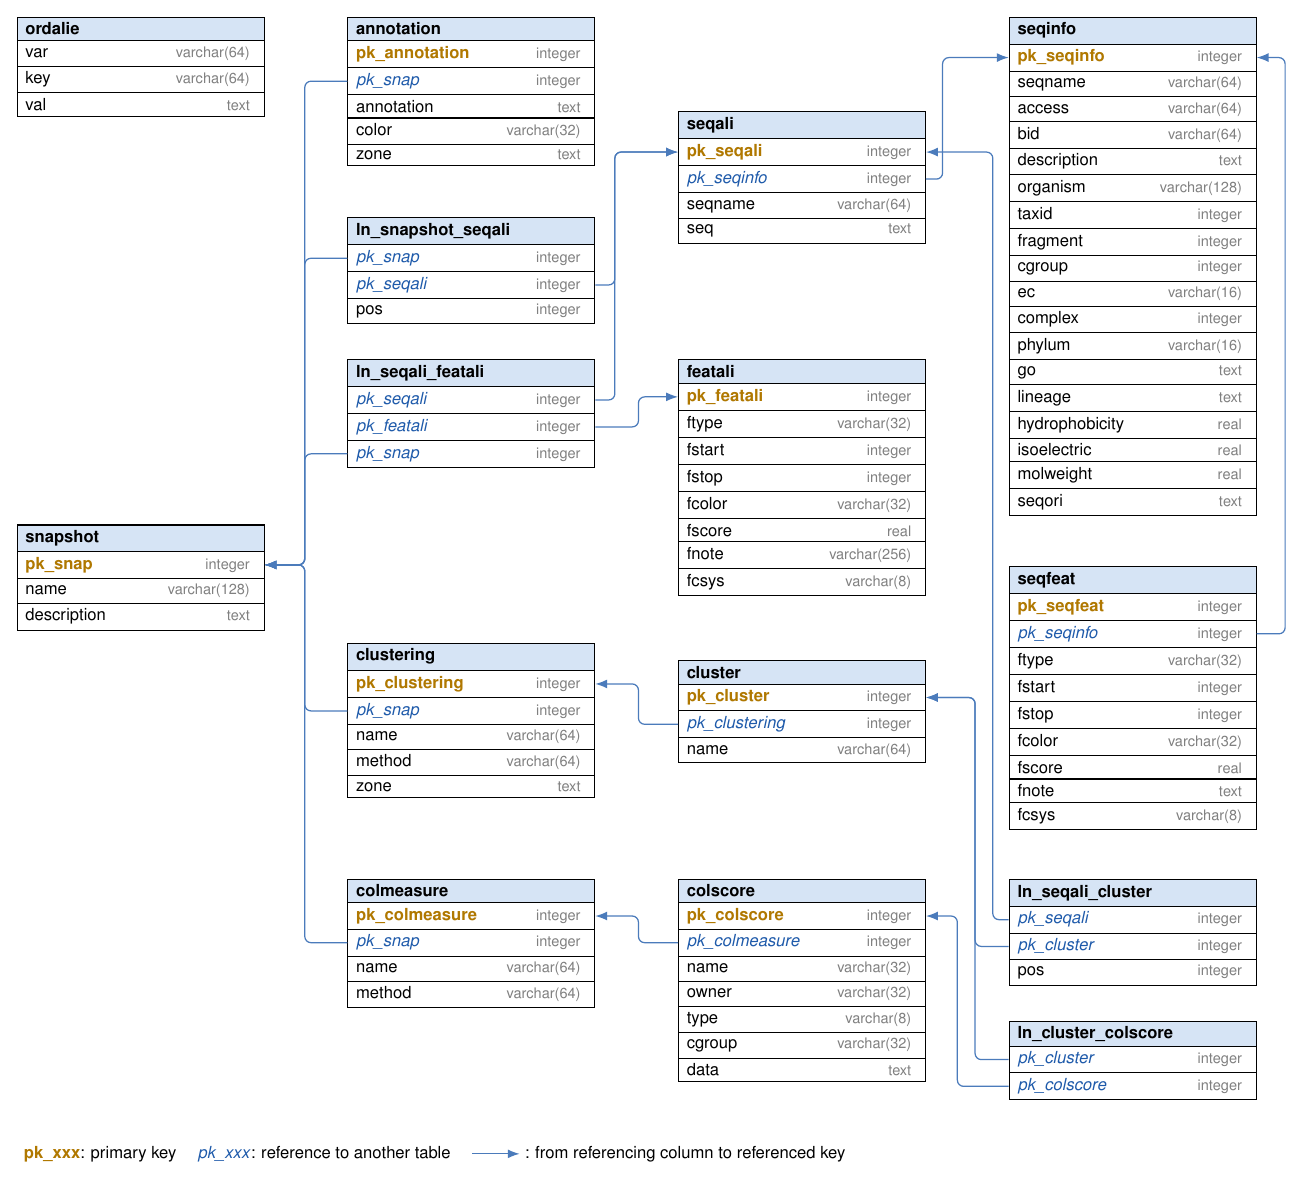 ordalie
var varchar(64)
key varchar(64)
val text
snapshot
pk_snap integer
name varchar(128)
description text
annotation
pk_annotation integer
pk_snap integer
annotation text
color varchar(32)
zone text
ln_snapshot_seqali
pk_snap integer
pk_seqali integer
pos integer
ln_seqali_featali
pk_seqali integer
pk_featali integer
pk_snap integer
clustering
pk_clustering integer
pk_snap integer
name varchar(64)
method varchar(64)
zone text
colmeasure
pk_colmeasure integer
pk_snap integer
name varchar(64)
method varchar(64)
seqali
pk_seqali integer
pk_seqinfo integer
seqname varchar(64)
seq text
featali
pk_featali integer
ftype varchar(32)
fstart integer
fstop integer
fcolor varchar(32)
fscore real
fnote varchar(256)
fcsys varchar(8)
cluster
pk_cluster integer
pk_clustering integer
name varchar(64)
colscore
pk_colscore integer
pk_colmeasure integer
name varchar(32)
owner varchar(32)
type varchar(8)
cgroup varchar(32)
data text
seqinfo
pk_seqinfo integer
seqname varchar(64)
access varchar(64)
bid varchar(64)
description text
organism varchar(128)
taxid integer
fragment integer
cgroup integer
ec varchar(16)
complex integer
phylum varchar(16)
go text
lineage text
hydrophobicity real
isoelectric real
molweight real
seqori text
seqfeat
pk_seqfeat integer
pk_seqinfo integer
ftype varchar(32)
fstart integer
fstop integer
fcolor varchar(32)
fscore real
fnote text
fcsys varchar(8)
ln_seqali_cluster
pk_seqali integer
pk_cluster integer
pos integer
ln_cluster_colscore
pk_cluster integer
pk_colscore integer
pk_xxx: primary key pk_xxx: reference to another table : from referencing column to referenced key